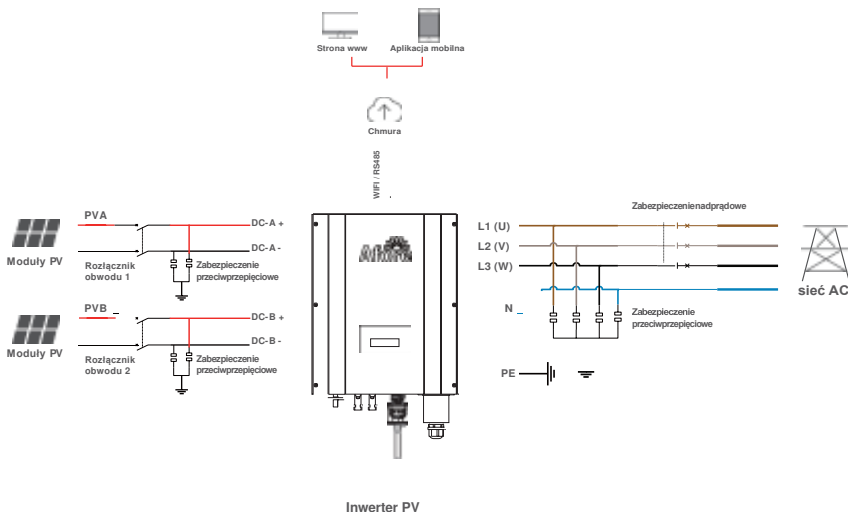 Strona www
Aplikacja mobilna
Chmura
WIFI / RS485
PVA
DC-A +
DC-A -
Moduły PV
Rozłącznik
obwodu 1
Zabezpieczenie
przeciwprzepięciowe
PVB
DC-B +
DC-B -
Moduły PV
Rozłącznik
obwodu 2
Zabezpieczenie
przeciwprzepięciowe
Zabezpieczenienadprądowe
L1 (U)
L2 (V)
L3 (W)
N
Zabezpieczenie
przeciwprzepięciowe
PE
sieć AC
Inwerter PV